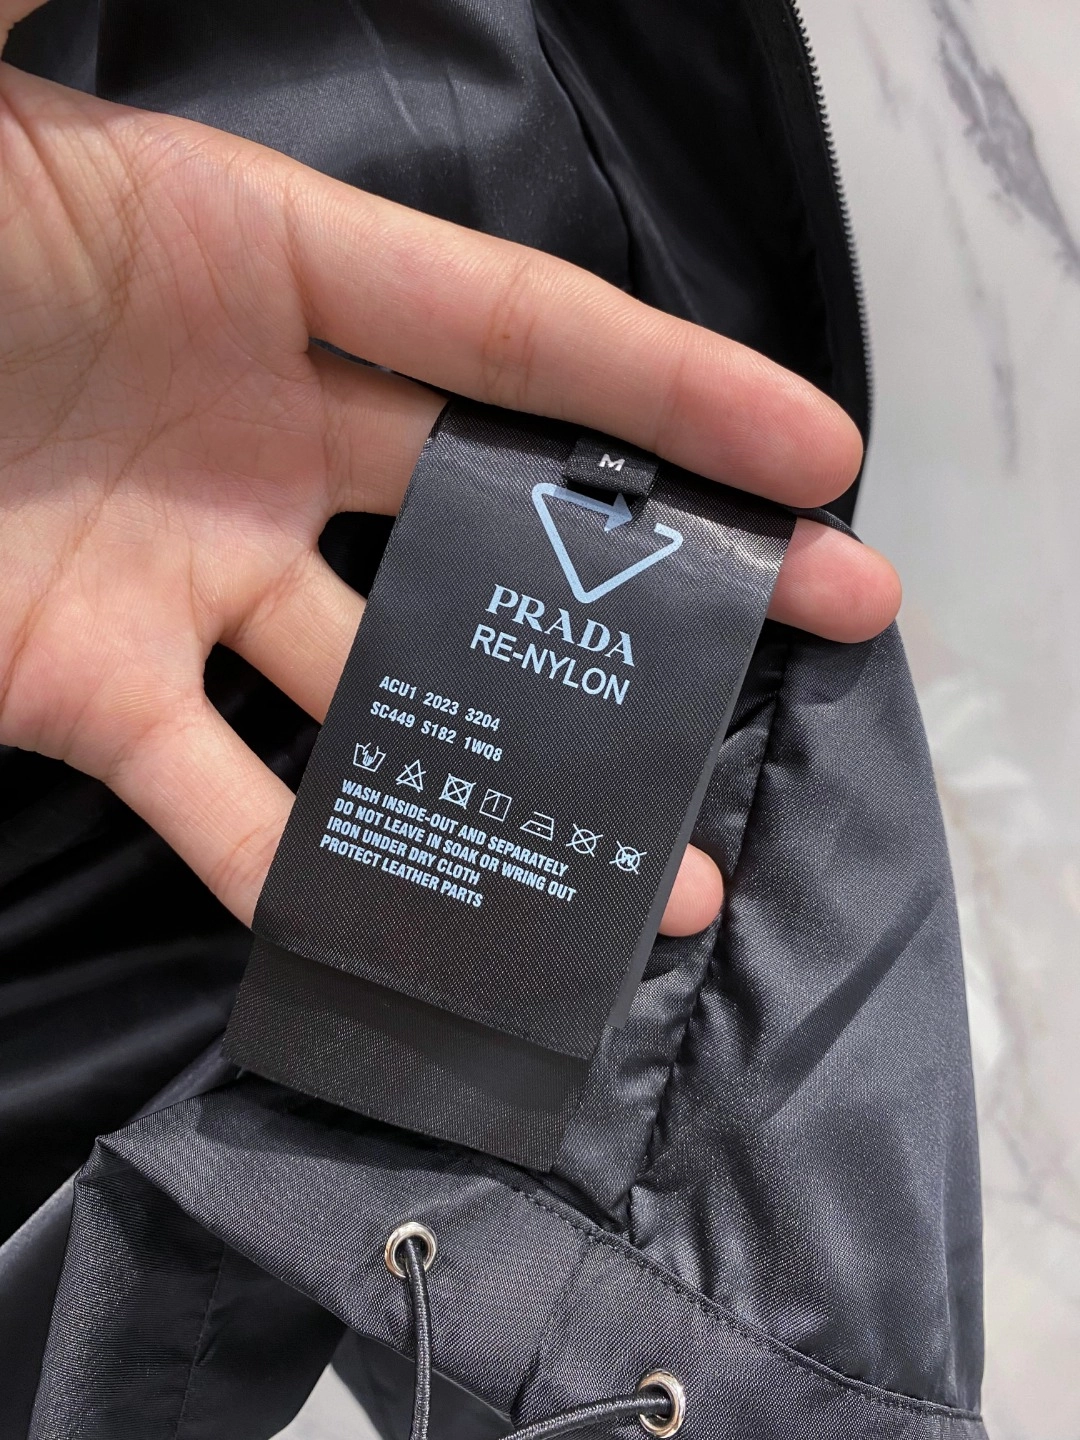 M
PRADA
RE-NYLON
ACU1 2023 3204
SC449 S182 1WQ8
WASH INSIDE-OUT AND SEPARATELY
DO NOT LEAVE IN SOAK OR WRING OUT
IRON UNDER DRY CLOTH
PROTECT LEATHER PARTS